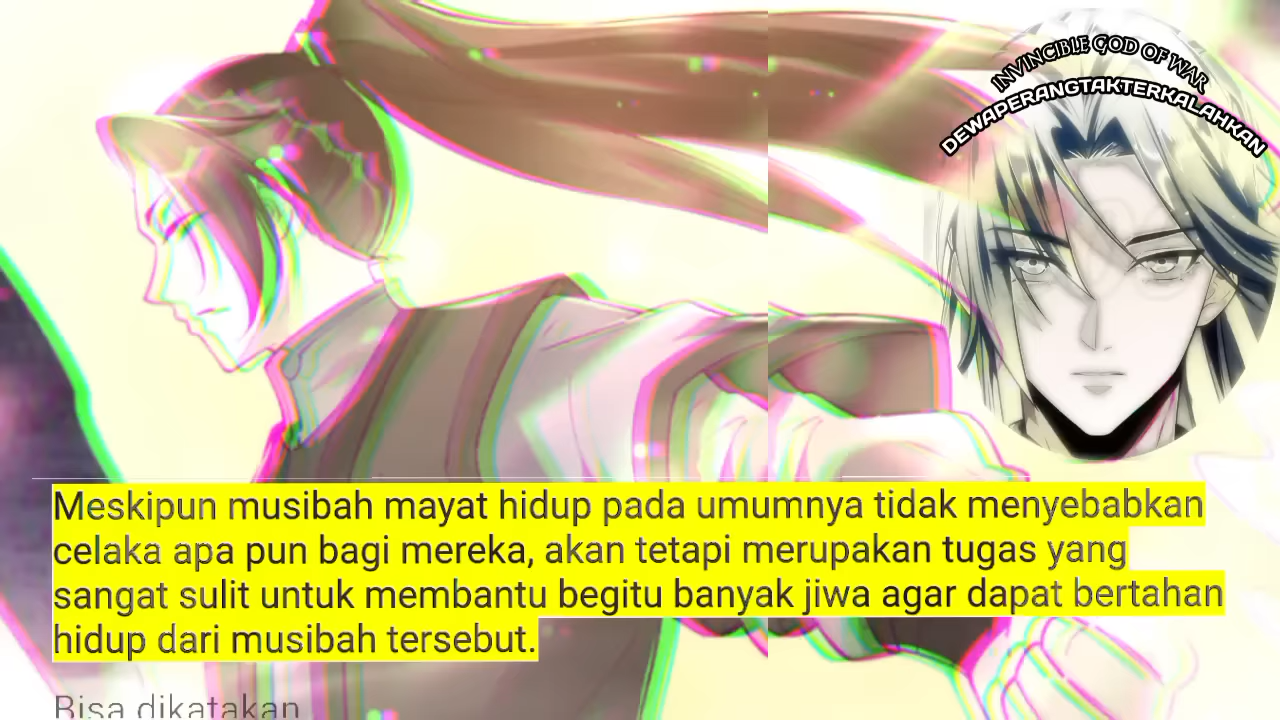 INVINCIBLE GOD OF WAR
DEWAPERANGTAKTERKALAHKAN
Meskipun musibah mayat hidup pada umumnya tidak menyebabkan
celaka apa pun bagi mereka, akan tetapi merupakan tugas yang
sangat sulit untuk membantu begitu banyak jiwa agar dapat bertahan
hidup dari musibah tersebut.
Bisa dikatakan